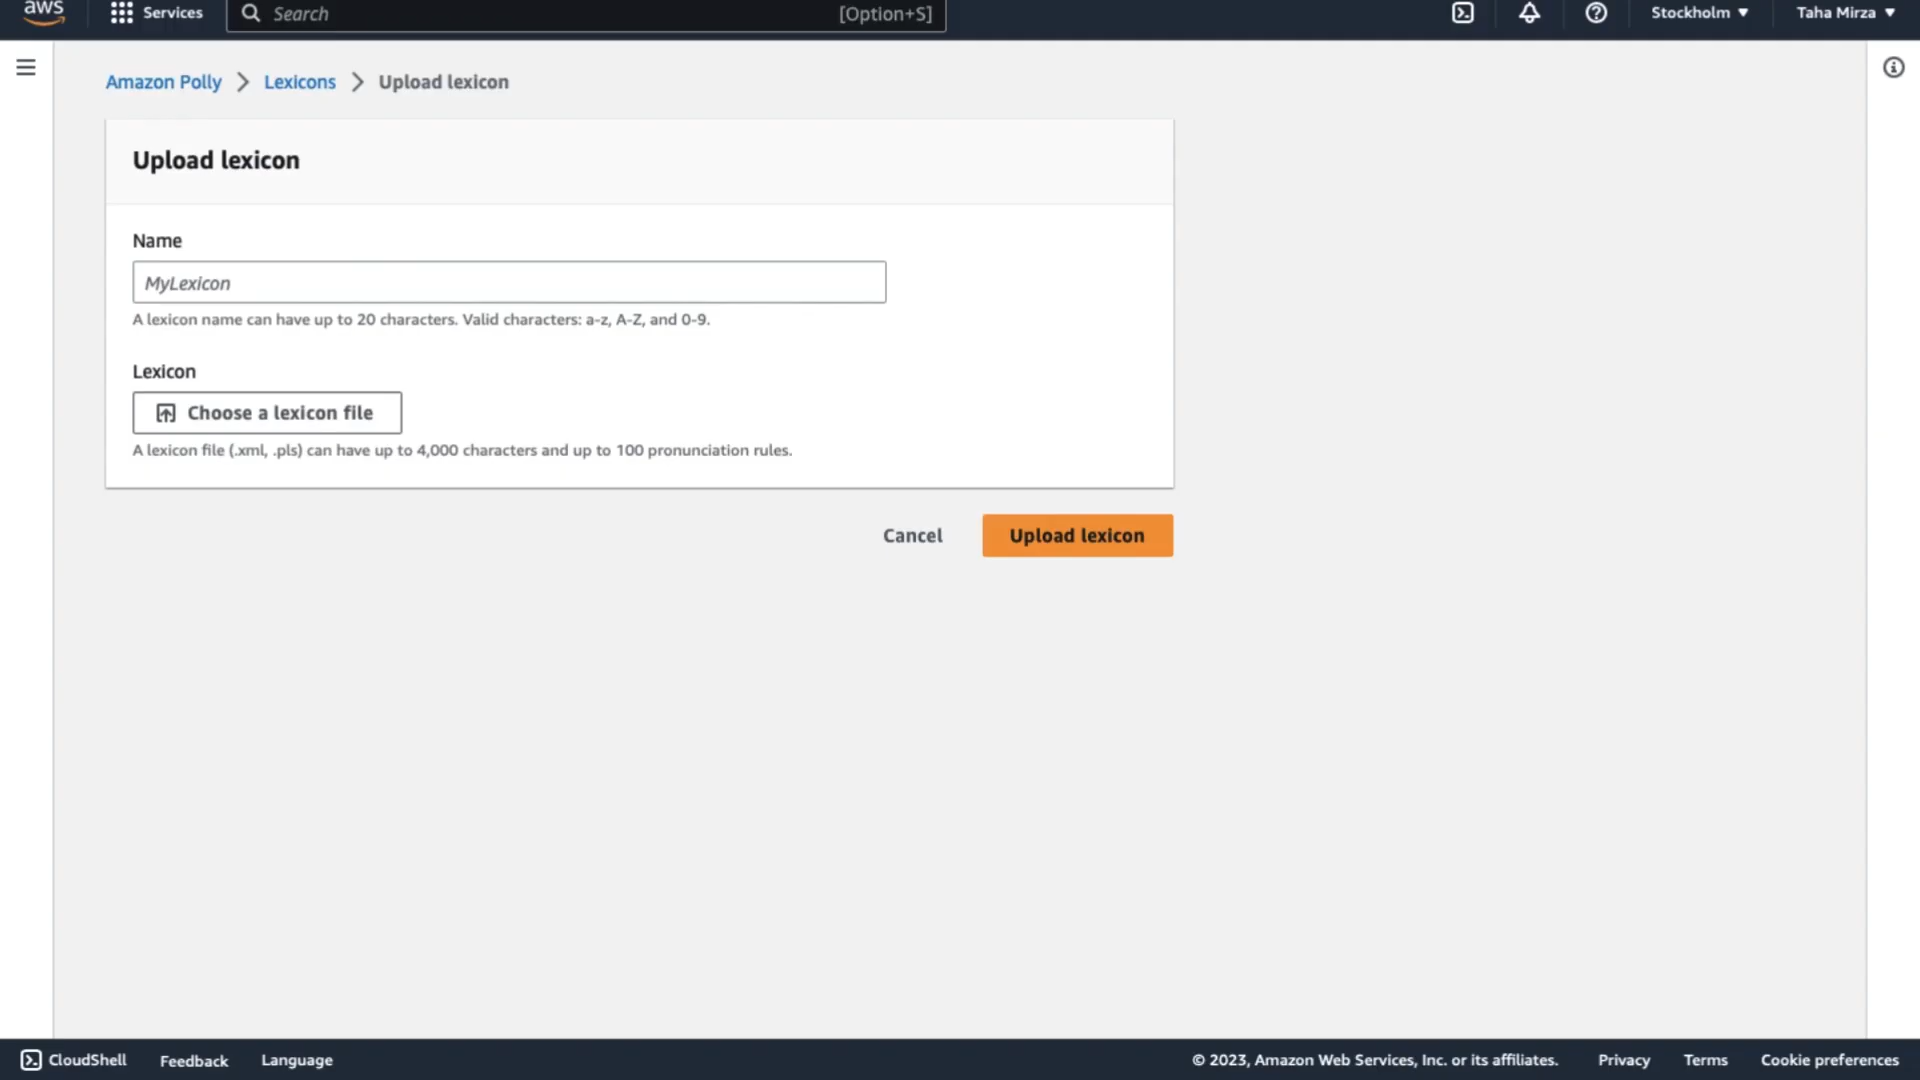 aws
Services
Search
[Option+S]
Stockholm
Taha Mirza
Amazon Polly
Lexicons
Upload lexicon
Upload lexicon
Name
MyLexicon
A lexicon name can have up to 20 characters. Valid characters: a-z, A-Z, and 0-9.
Lexicon
Choose a lexicon file
A lexicon file (.xml, .pls) can have up to 4,000 characters and up to 100 pronunciation rules.
Cancel
Upload lexicon
CloudShell
Feedback
Language
© 2023, Amazon Web Services, Inc. or its affiliates.
Privacy
Terms
Cookie preferences